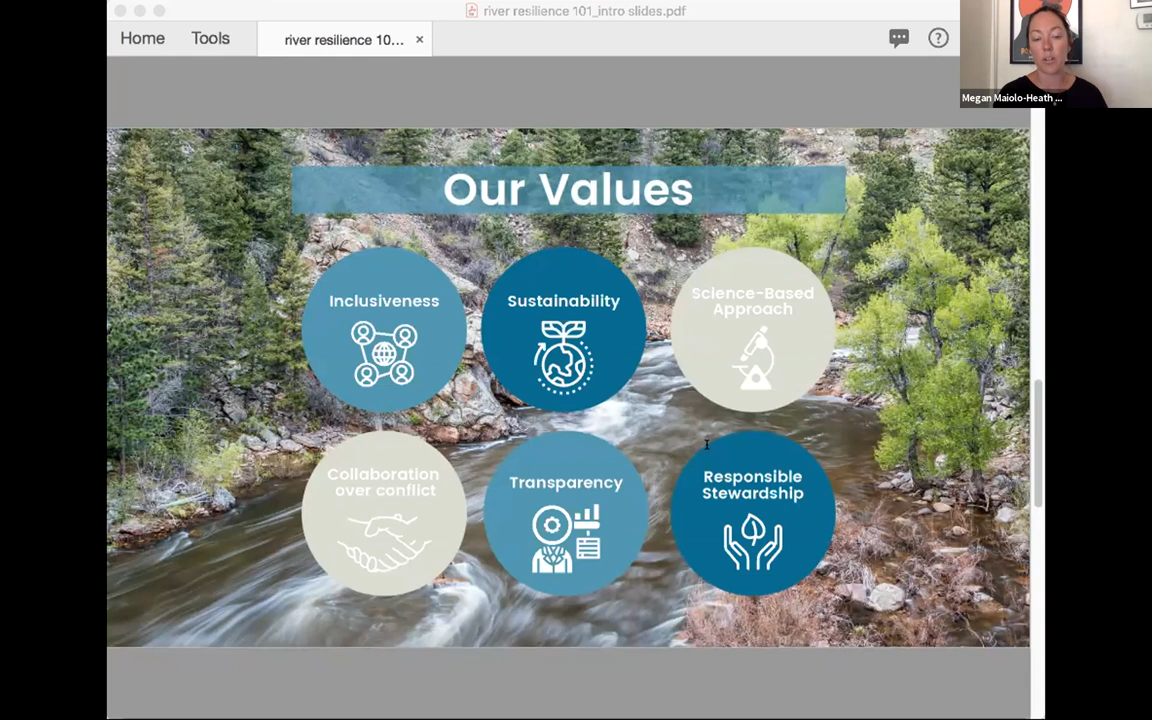 river resilience 101_intro slides.pdf
Home Tools river resilience 10... ×
?
Megan Maiolo-Heath ...
Our Values
Inclusiveness
Sustainability
Science-Based
Approach
Collaboration
over conflict
Transparency
Responsible
Stewardship